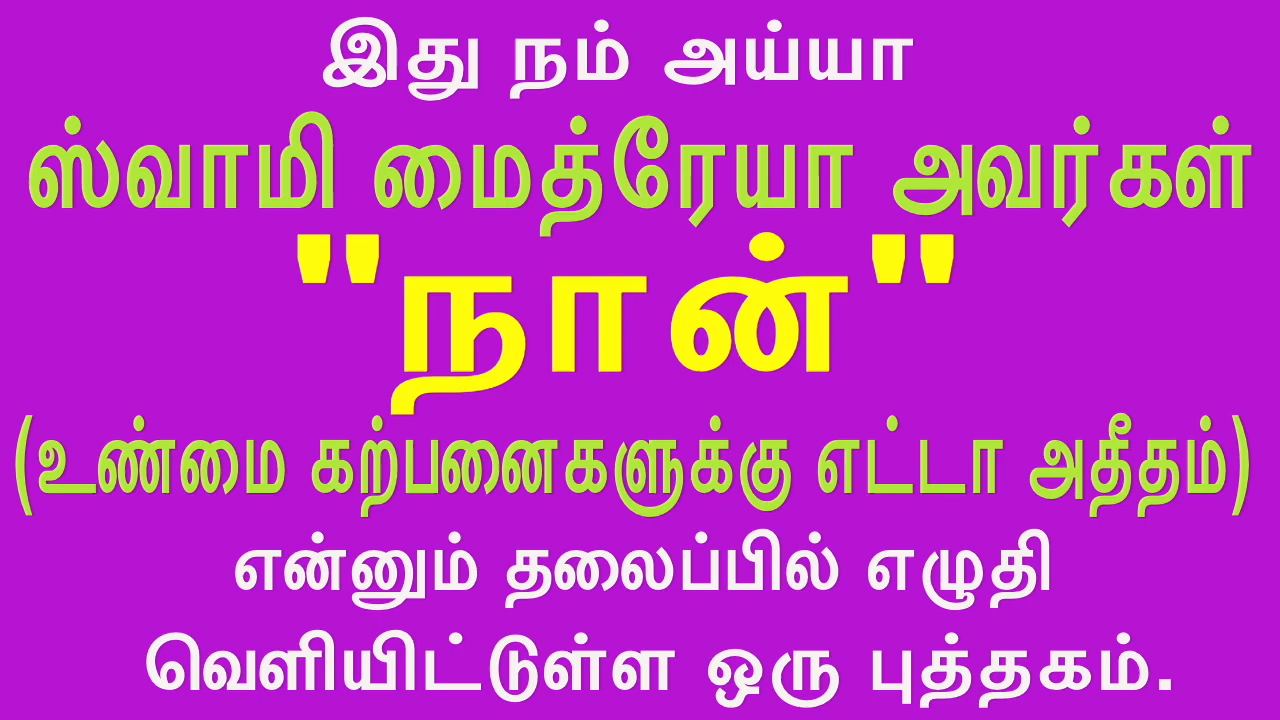 இது நம் அய்யா
ஸ்வாமி மைத்ரேயா அவர்கள்
"நான்"
(உண்மை கற்பனைகளுக்கு எட்டா அதீதம்)
என்னும் தலைப்பில் எழுதி
வெளியிட்டுள்ள ஒரு புத்தகம்.